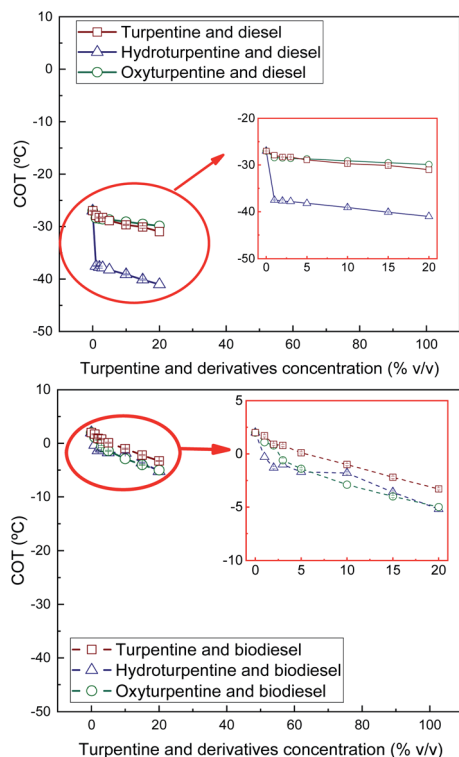 10
0
-10
-20
-30
-40
-50
COT (ºC)
Turpentine and diesel
Hydroturpentine and diesel
Oxyturpentine and diesel
-20
-30
-40
-50
0 5 10 15 20
0 20 40 60 80 100
Turpentine and derivatives concentration (% v/v)
10
0
-10
-20
-30
-40
-50
COT (ºC)
5
0
-5
-10
0 5 10 15 20
Turpentine and biodiesel
Hydroturpentine and biodiesel
Oxyturpentine and biodiesel
0 20 40 60 80 100
Turpentine and derivatives concentration (% v/v)